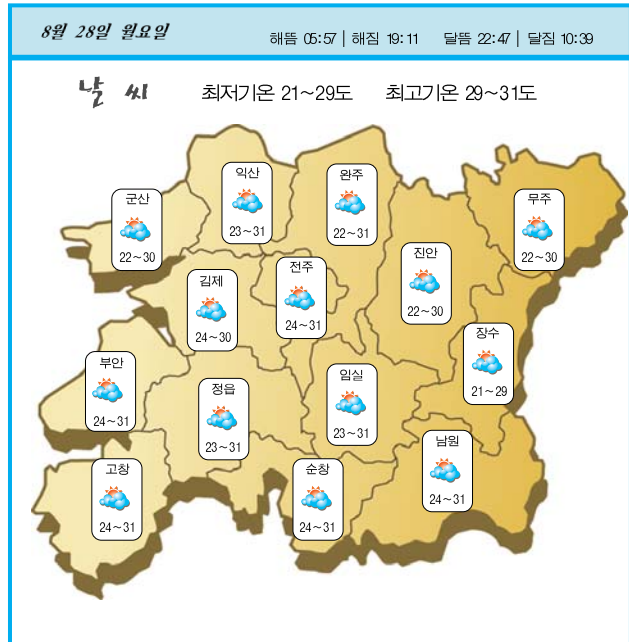 8월 28일 월요일
해뜸 05:57 | 해짐 19:11 달뜸 22:47 | 달짐 10:39
날 씨 최저기온 21~29도 최고기온 29~31도
익산
23~31
완주
22~31
군산
22~30
무주
22~30
진안
22~30
전주
24~31
김제
24~30
장수
21~29
부안
24~31
정읍
23~31
임실
23~31
남원
24~31
고창
24~31
순창
24~31